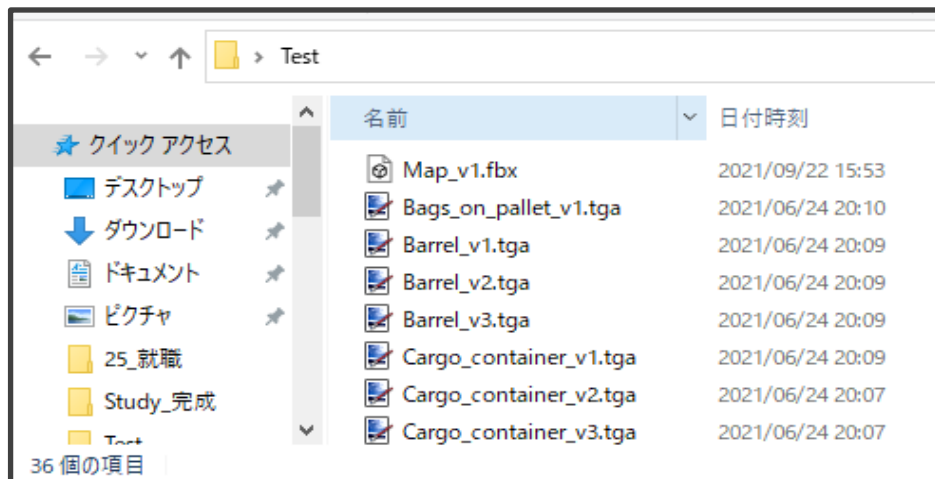 Test
名前 日付時刻
クイック アクセス
デスクトップ
ダウンロード
ドキュメント
ピクチャ
25_就職
Study_完成
Test
Map_v1.fbx 2021/09/22 15:53
Bags_on_pallet_v1.tga 2021/06/24 20:10
Barrel_v1.tga 2021/06/24 20:09
Barrel_v2.tga 2021/06/24 20:09
Barrel_v3.tga 2021/06/24 20:09
Cargo_container_v1.tga 2021/06/24 20:09
Cargo_container_v2.tga 2021/06/24 20:07
Cargo_container_v3.tga 2021/06/24 20:07
36 個の項目